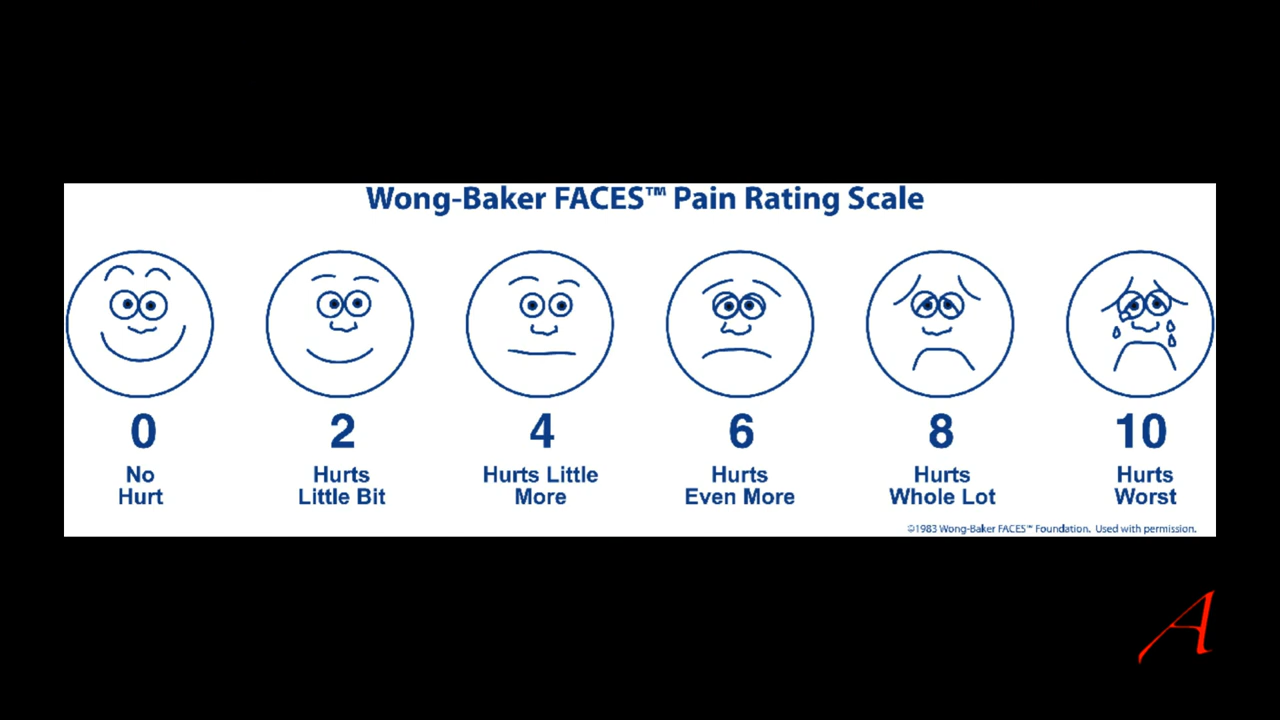 Wong-Baker FACES™ Pain Rating Scale
0
2
4
6
8
10
No
Hurt
Hurts
Little Bit
Hurts Little
More
Hurts
Even More
Hurts
Whole Lot
Hurts
Worst
©1983 Wong-Baker FACES™ Foundation. Used with permission.
A